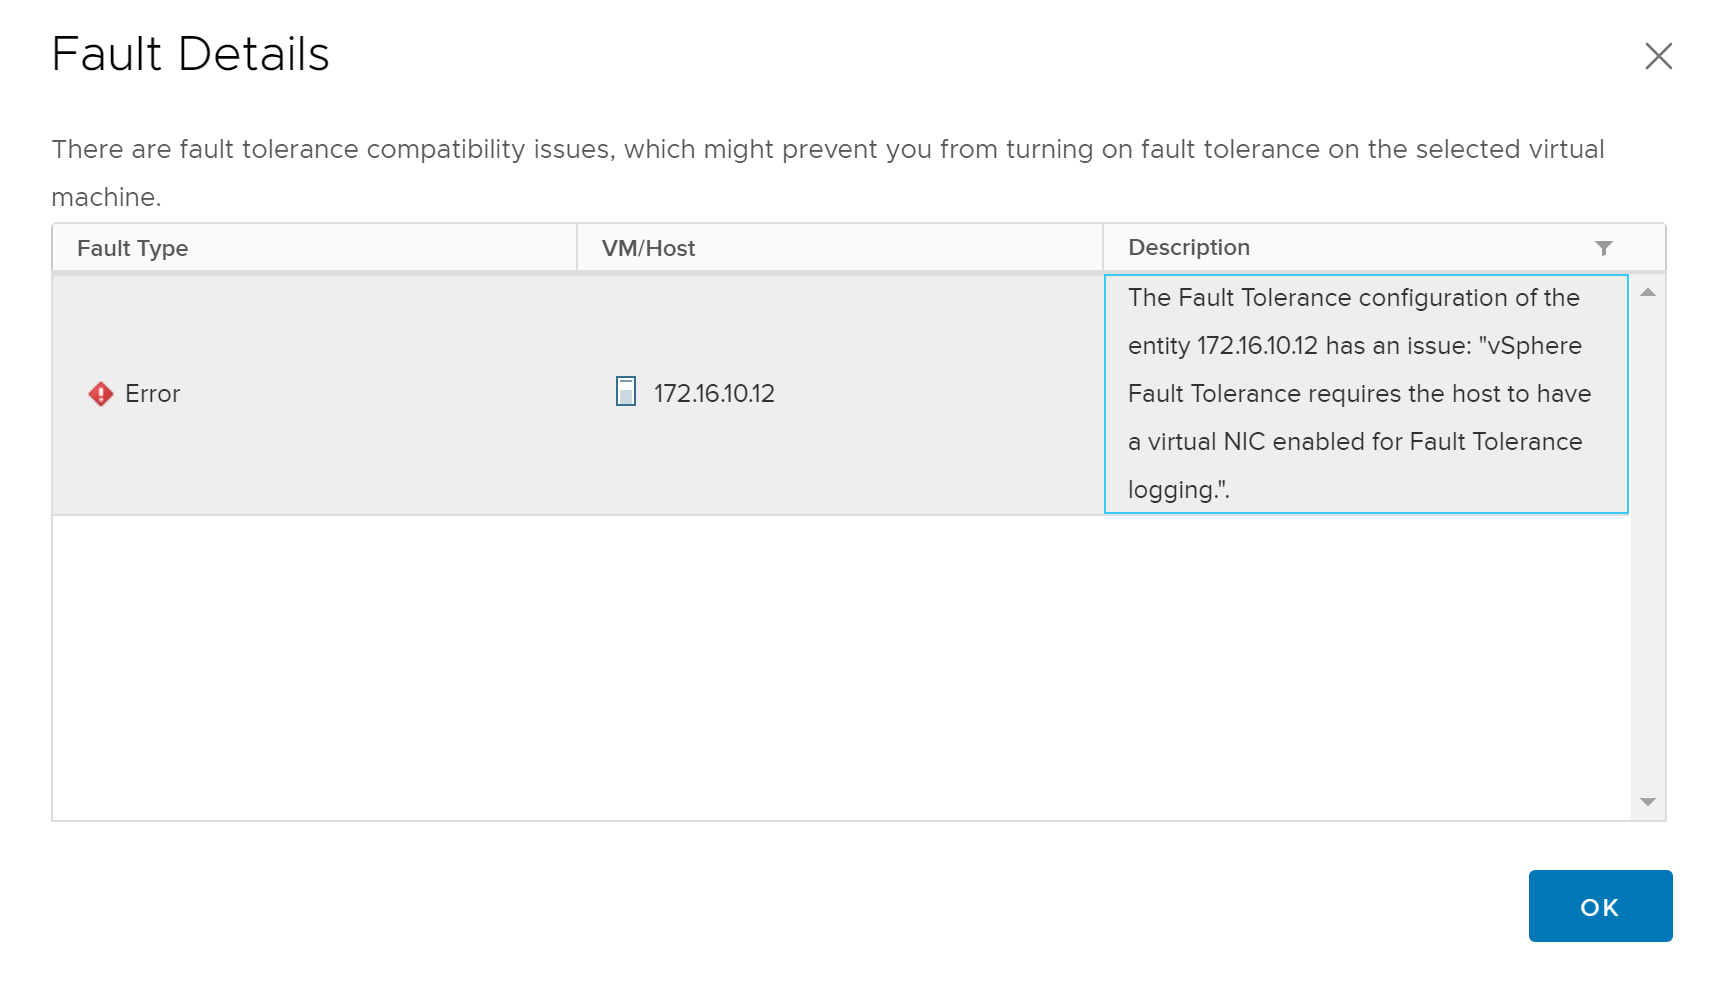 Fault Details
There are fault tolerance compatibility issues, which might prevent you from turning on fault tolerance on the selected virtual
machine.
Fault Type
VM/Host
Description
Error
172.16.10.12
The Fault Tolerance configuration of the
entity 172.16.10.12 has an issue: "vSphere
Fault Tolerance requires the host to have
a virtual NIC enabled for Fault Tolerance
logging.".
OK